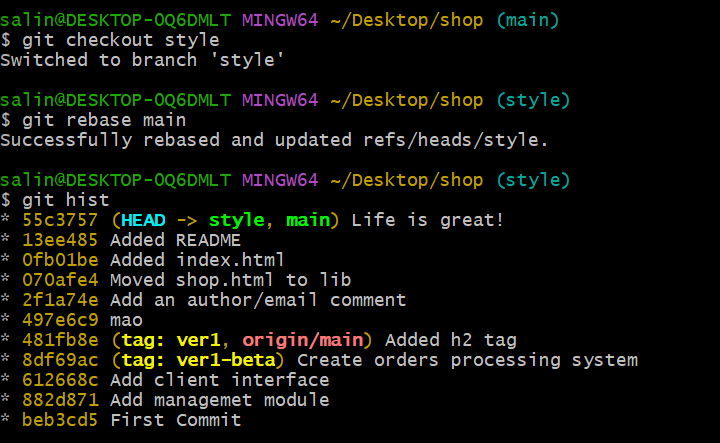 salin@DESKTOP-OQ6DMLT MINGW64 ~/Desktop/shop (main)
$ git checkout style
Switched to branch 'style'
salin@DESKTOP-OQ6DMLT MINGW64 ~/Desktop/shop (style)
$ git rebase main
Successfully rebased and updated refs/heads/style.
salin@DESKTOP-OQ6DMLT MINGW64 ~/Desktop/shop (style)
$ git hist
* 55c3757 (HEAD -> style, main) Life is great!
* 13ee485 Added README
* 0fb01be Added index.html
* 070afe4 Moved shop.html to lib
* 2f1a74e Add an author/email comment
* 497e6c9 mao
* 481fb8e (tag: ver1, origin/main) Added h2 tag
* 8df69ac (tag: ver1-beta) Create orders processing system
* 612668c Add client interface
* 882d871 Add managemet module
* beb3cd5 First Commit